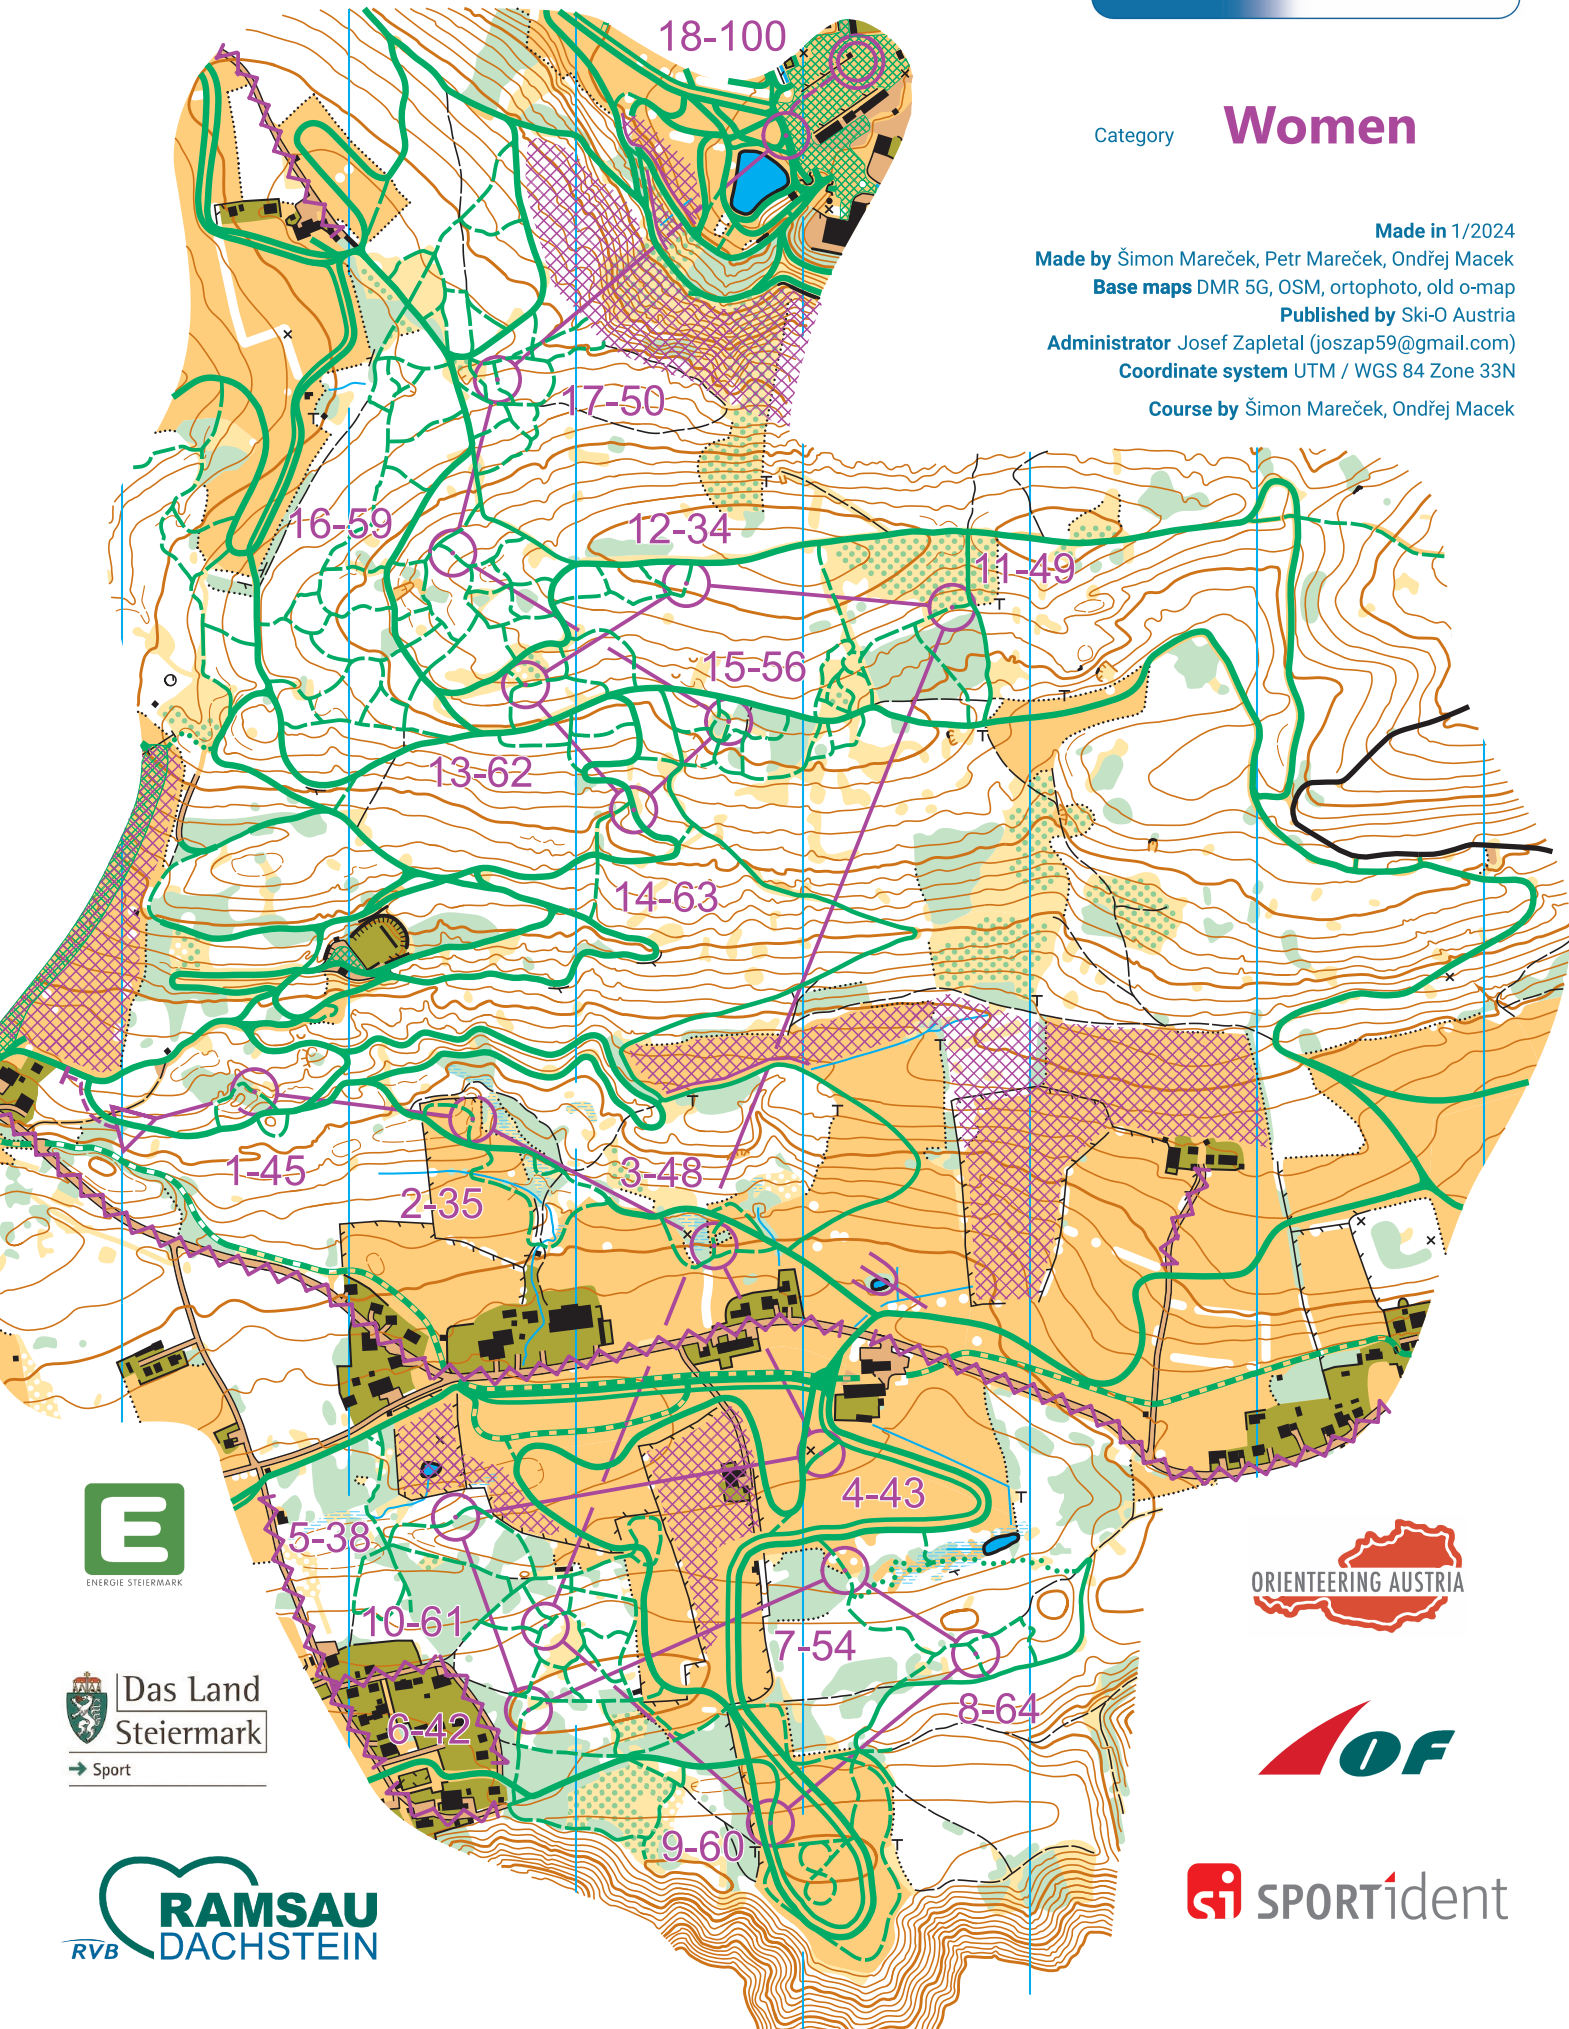 18-100
Category Women
Made in 1/2024
Made by Šimon Mareček, Petr Mareček, Ondřej Macek
Base maps DMR 5G, OSM, ortophoto, old o-map
Published by Ski-O Austria
Administrator Josef Zapletal (joszap59@gmail.com)
Coordinate system UTM / WGS 84 Zone 33N
Course by Šimon Mareček, Ondřej Macek
17-50
16-59
12-34
11-49
15-56
13-62
14-63
1-45
2-35
3-48
4-43
5-38
10-61
7-54
6-42
8-64
9-60
E
ENERGIE STEIERMARK
Das Land
Steiermark
→ Sport
RAMSAU
RVB DACHSTEIN
ORIENTEERING AUSTRIA
IOF
si SPORTident